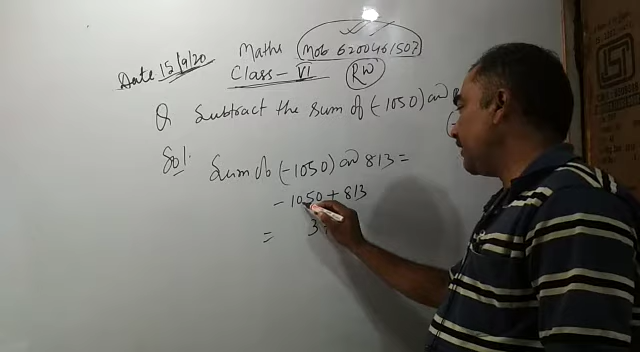 Maths Mob 6200461507
Date 15/9/20
Class - VI RW
Q Subtract the sum of (-1050) and
Sol:
Sum of (-1050) and 813 =
- 1050 + 813
= 3